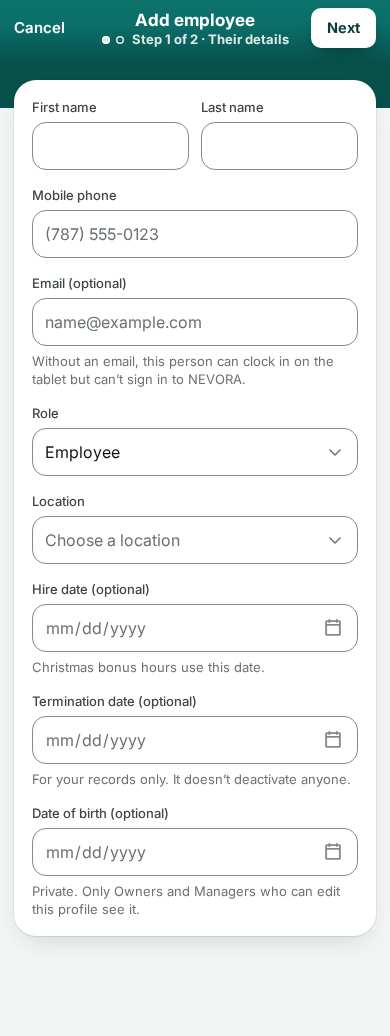 Cancel
Add employee
Step 1 of 2 · Their details
Next
First name
Last name
Mobile phone
(787) 555-0123
Email (optional)
name@example.com
Without an email, this person can clock in on the
tablet but can’t sign in to NEVORA.
Role
Employee
Location
Choose a location
Hire date (optional)
mm/dd/yyyy
Christmas bonus hours use this date.
Termination date (optional)
mm/dd/yyyy
For your records only. It doesn’t deactivate anyone.
Date of birth (optional)
mm/dd/yyyy
Private. Only Owners and Managers who can edit
this profile see it.